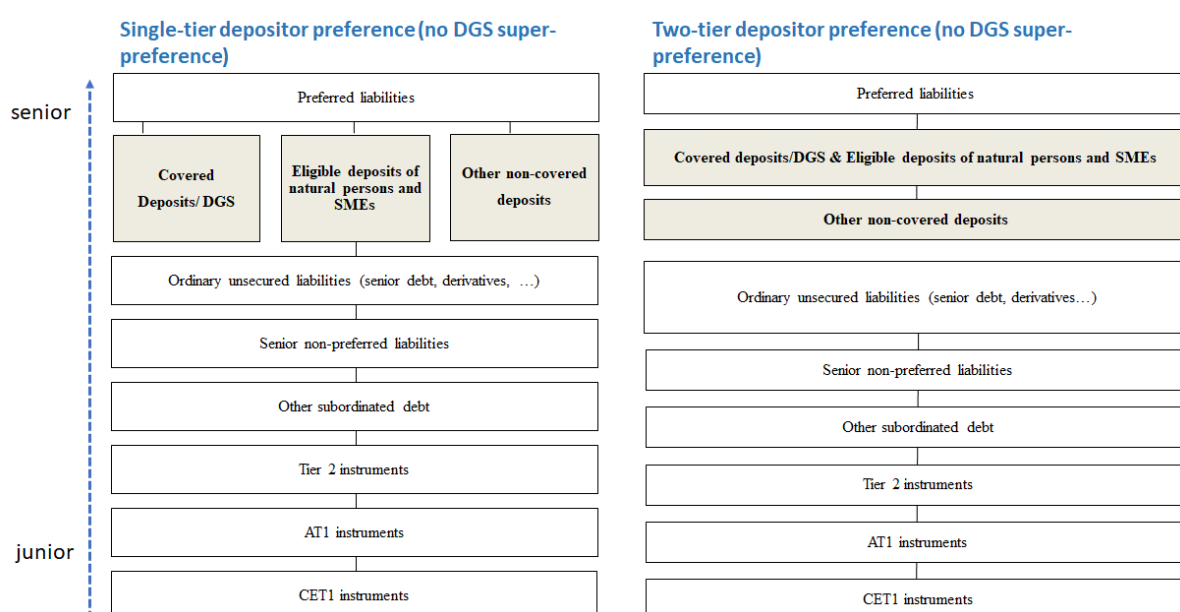 Single-tier depositor preference (no DGS super-
preference)
senior
Preferred liabilities
Covered
Deposits/ DGS
Eligible deposits of
natural persons and
SMEs
Other non-covered
deposits
Ordinary unsecured liabilities (senior debt, derivatives, …)
Senior non-preferred liabilities
Other subordinated debt
Tier 2 instruments
AT1 instruments
CET1 instruments
junior
Two-tier depositor preference (no DGS super-
preference)
Preferred liabilities
Covered deposits/DGS & Eligible deposits of natural persons and SMEs
Other non-covered deposits
Ordinary unsecured liabilities (senior debt, derivatives…)
Senior non-preferred liabilities
Other subordinated debt
Tier 2 instruments
AT1 instruments
CET1 instruments